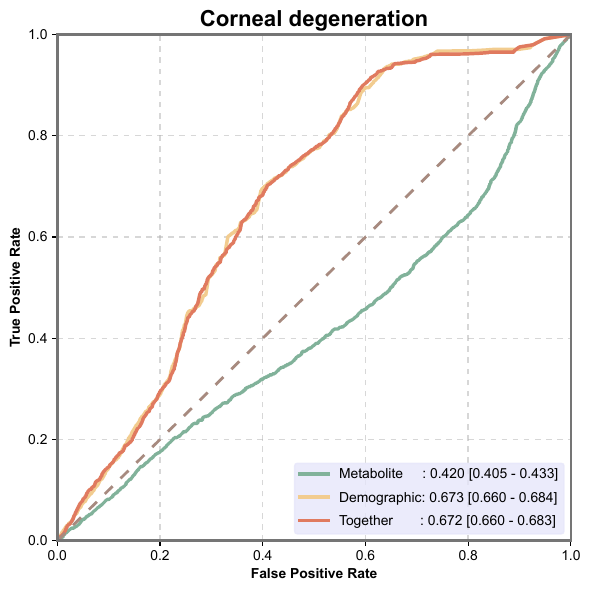 Corneal degeneration
1.0
0.8
0.6
0.4
0.2
0.0
True Positive Rate
Metabolite : 0.420 [0.405 - 0.433]
Demographic: 0.673 [0.660 - 0.684]
Together : 0.672 [0.660 - 0.683]
0.0 0.2 0.4 0.6 0.8 1.0
False Positive Rate